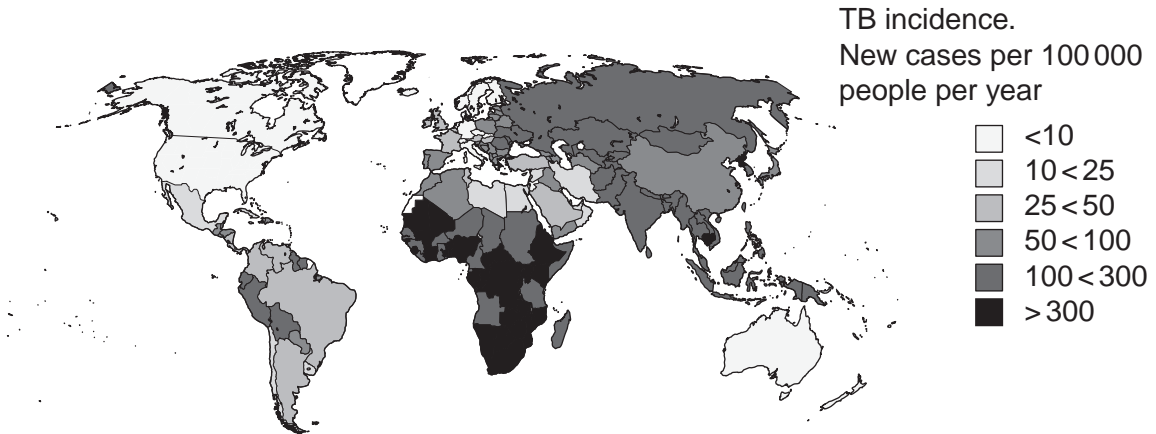 TB incidence.
New cases per 100 000
people per year
<10
10 < 25
25 < 50
50 < 100
100 < 300
> 300